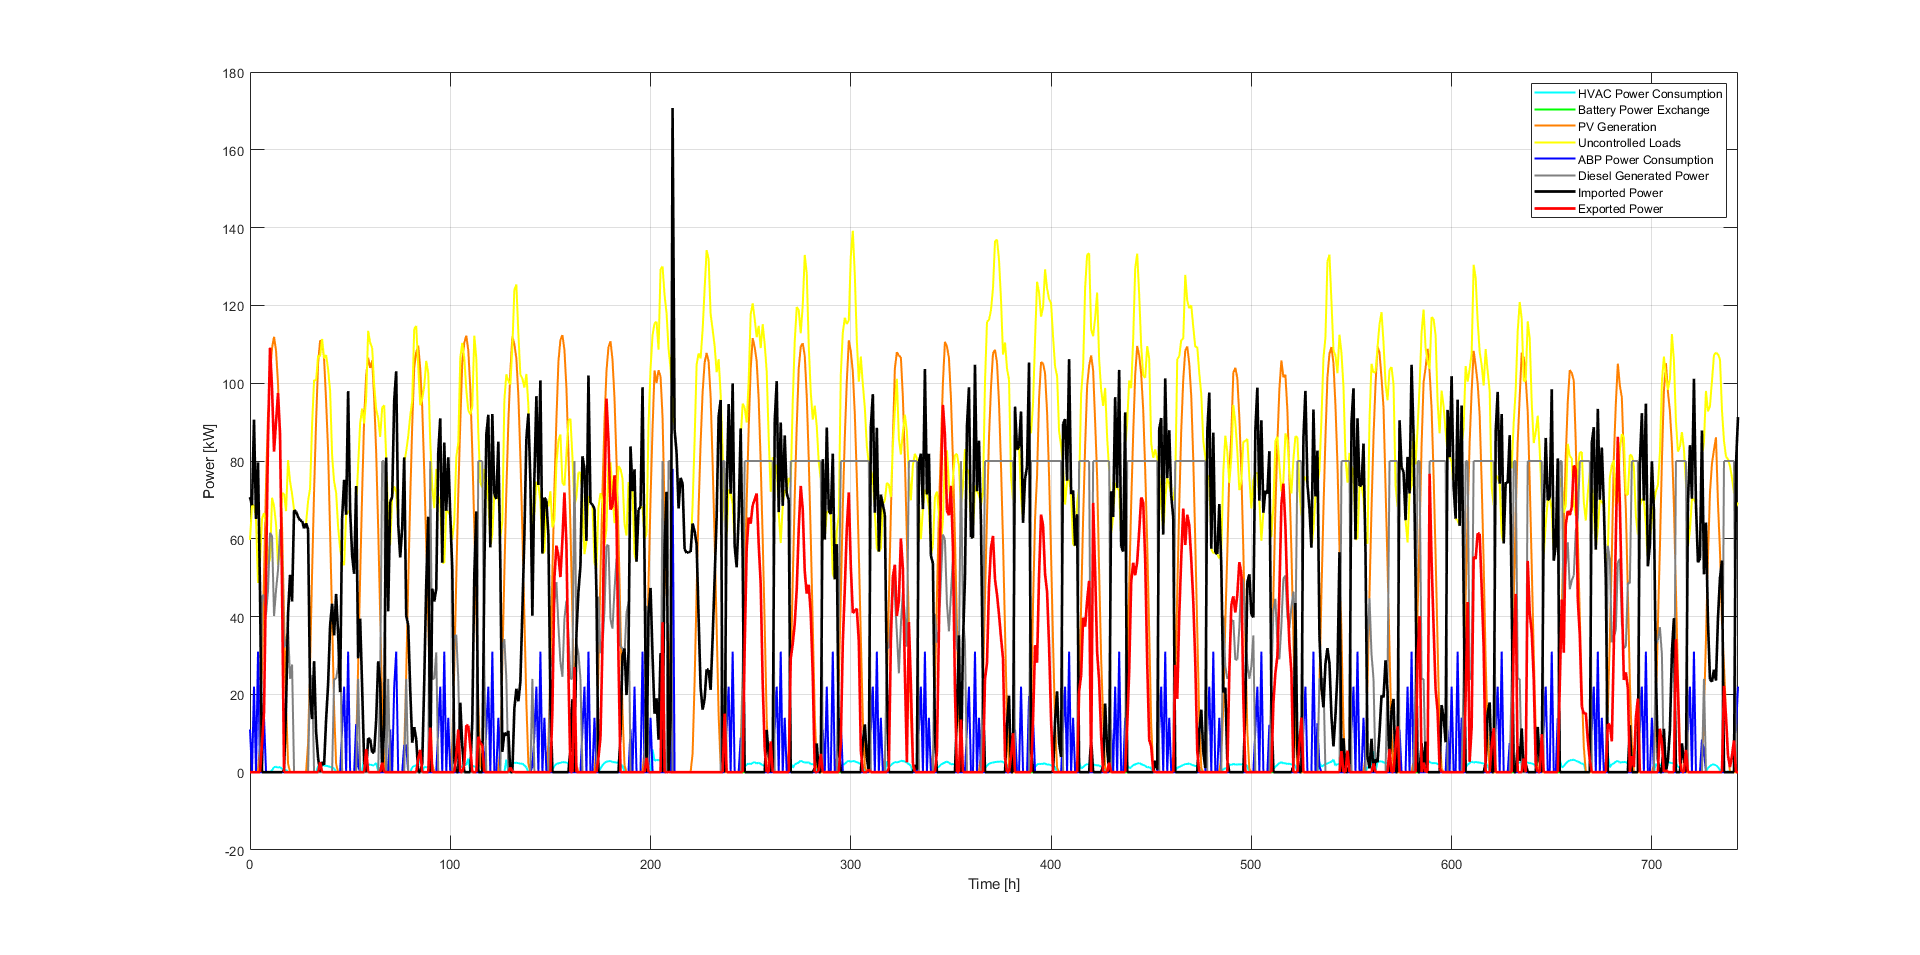 180
160
140
120
100
80
60
40
20
0
-20
Power [kW]
0 100 200 300 400 500 600 700
Time [h]
HVAC Power Consumption
Battery Power Exchange
PV Generation
Uncontrolled Loads
ABP Power Consumption
Diesel Generated Power
Imported Power
Exported Power